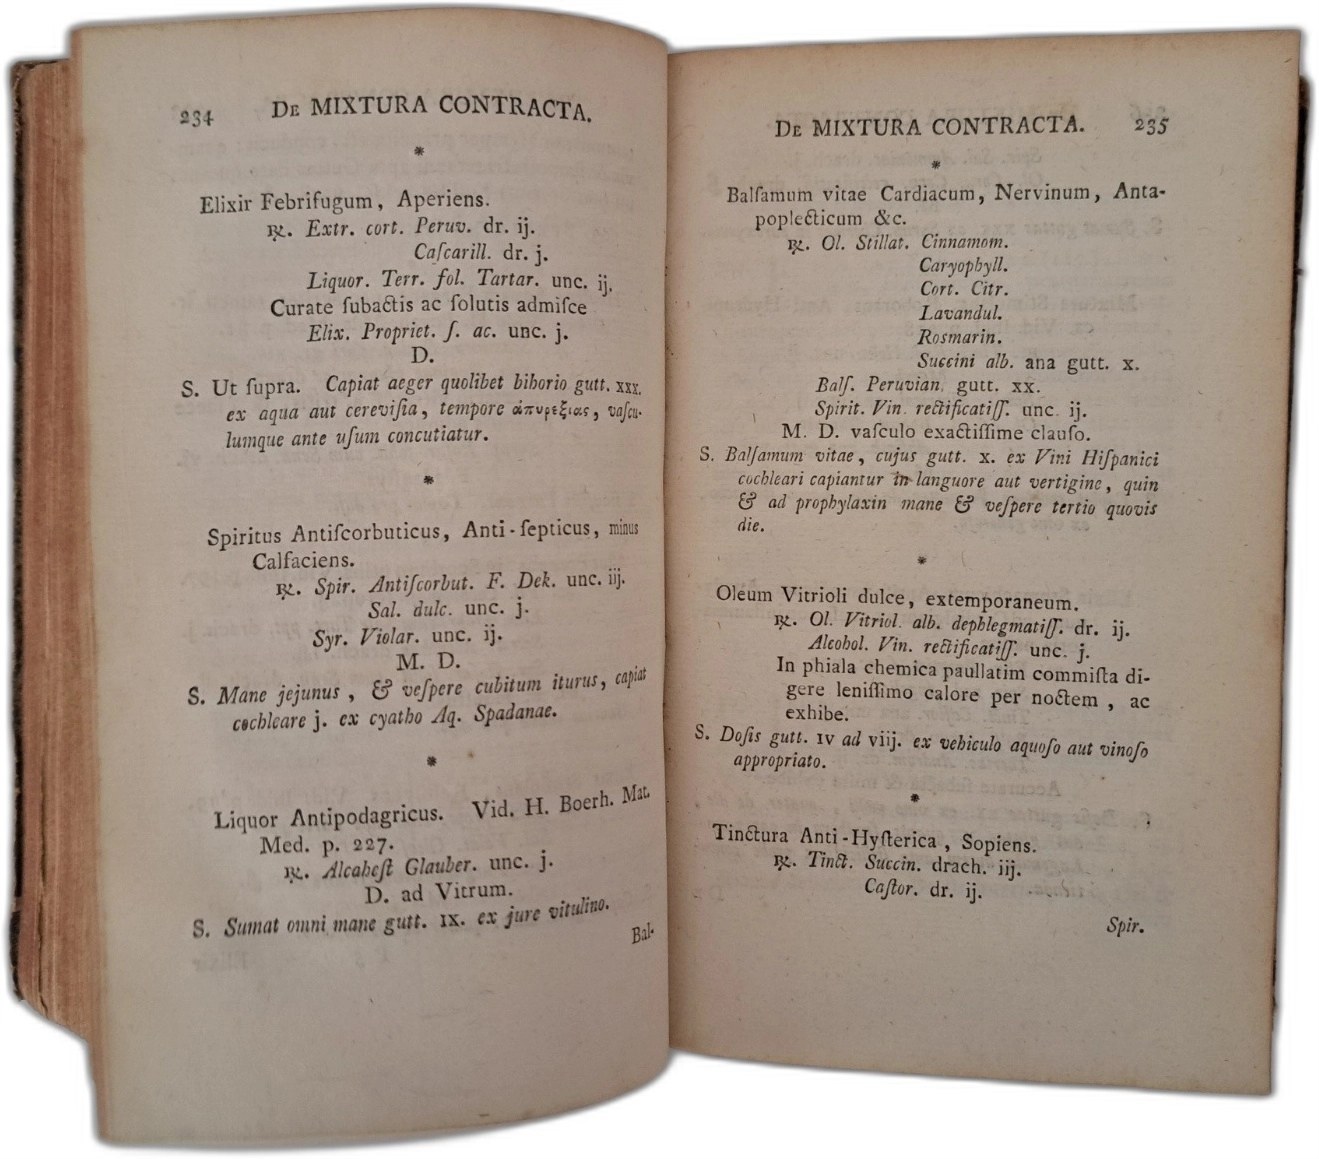 234 De MIXTURA CONTRACTA.
*
Elixir Febrifugum, Aperiens.
℞. Extr. cort. Peruv. dr. ij.
Caſcarill. dr. j.
Liquor. Terr. fol. Tartar. unc. ij.
Curate ſubactis ac ſolutis admiſce
Elix. Propriet. ſ. ac. unc. j.
D.
S. Ut ſupra. Capiat aeger quolibet bihorio gutt. xxx.
ex aqua aut cereviſia, tempore ἀπυρεξιας, vaſcu-
lumque ante uſum concutiatur.
*
Spiritus Antiſcorbuticus, Anti-ſepticus, minus
Calfaciens.
℞. Spir. Antiſcorbut. F. Dek. unc. iij.
Sal. dulc. unc. j.
Syr. Violar. unc. ij.
M. D.
S. Mane jejunus, & veſpere cubitum iturus, capiat
cochleare j. ex cyatho Aq. Spadanae.
*
Liquor Antipodagricus. Vid. H. Boerh. Mat.
Med. p. 227.
℞. Alcaheſt Glauber. unc. j.
D. ad Vitrum.
S. Sumat omni mane gutt. IX. ex jure vitulino.
Bal-
De MIXTURA CONTRACTA. 235
*
Balſamum vitae Cardiacum, Nervinum, Anta-
poplecticum &c.
℞. Ol. Stillat. Cinnamom.
Caryophyll.
Cort. Citr.
Lavandul.
Rosmarin.
Succini alb. ana gutt. x.
Balſ. Peruvian. gutt. xx.
Spirit. Vin. rectificatiſſ. unc. ij.
M. D. vaſculo exactiſſime clauſo.
S. Balſamum vitae, cujus gutt. x. ex Vini Hiſpanici
cochleari capiantur in languore aut vertigine, quin
& ad prophylaxin mane & veſpere tertio quovis
die.
*
Oleum Vitrioli dulce, extemporaneum.
℞. Ol. Vitriol. alb. dephlegmatiſſ. dr. ij.
Alcohol. Vin. rectificatiſſ. unc. j.
In phiala chemica paullatim commiſta di-
gere leniſſimo calore per noctem, ac
exhibe.
S. Doſis gutt. IV ad viij. ex vehiculo aquoſo aut vinoſo
appropriato.
*
Tinctura Anti-Hyſterica, Sopiens.
℞. Tinct. Succin. drach. iij.
Caſtor. dr. ij.
Spir.